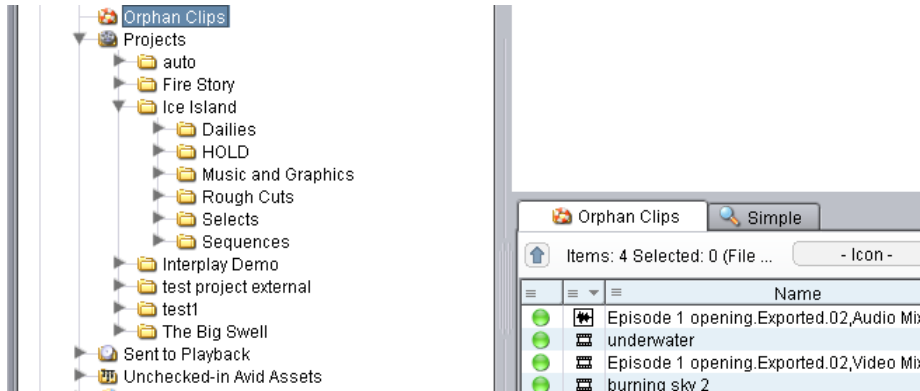 Orphan Clips
Projects
auto
Fire Story
Ice Island
Dailies
HOLD
Music and Graphics
Rough Cuts
Selects
Sequences
Interplay Demo
test project external
test1
The Big Swell
Sent to Playback
Unchecked-in Avid Assets
Orphan Clips Simple
Items: 4 Selected: 0 (File ... - Icon -
Name
Episode 1 opening.Exported.02,Audio Mix
underwater
Episode 1 opening.Exported.02,Video Mix
burning sky 2